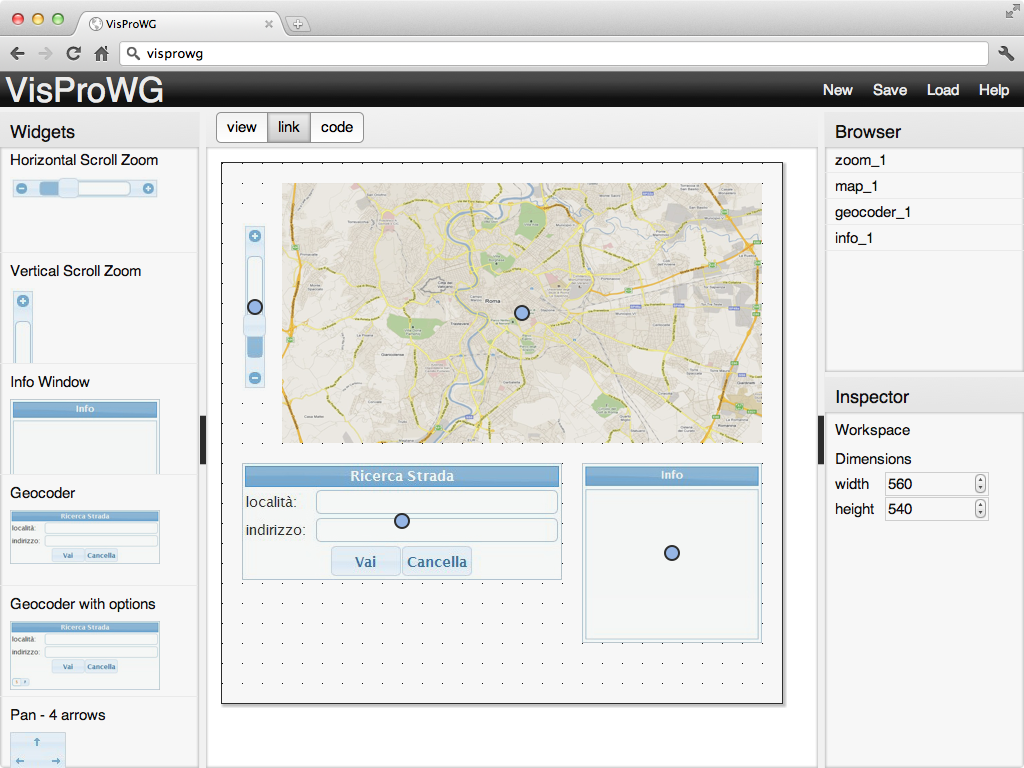 VisProWG
visprowg
VisProWG
New Save Load Help
Widgets
Horizontal Scroll Zoom
Vertical Scroll Zoom
Info Window
Info
Geocoder
Ricerca Strada
località:
indirizzo:
Vai Cancella
Geocoder with options
Ricerca Strada
località:
indirizzo:
Vai Cancella
Pan - 4 arrows
view link code
Roma
Ricerca Strada
località:
indirizzo:
Vai Cancella
Info
Browser
zoom_1
map_1
geocoder_1
info_1
Inspector
Workspace
Dimensions
width 560
height 540